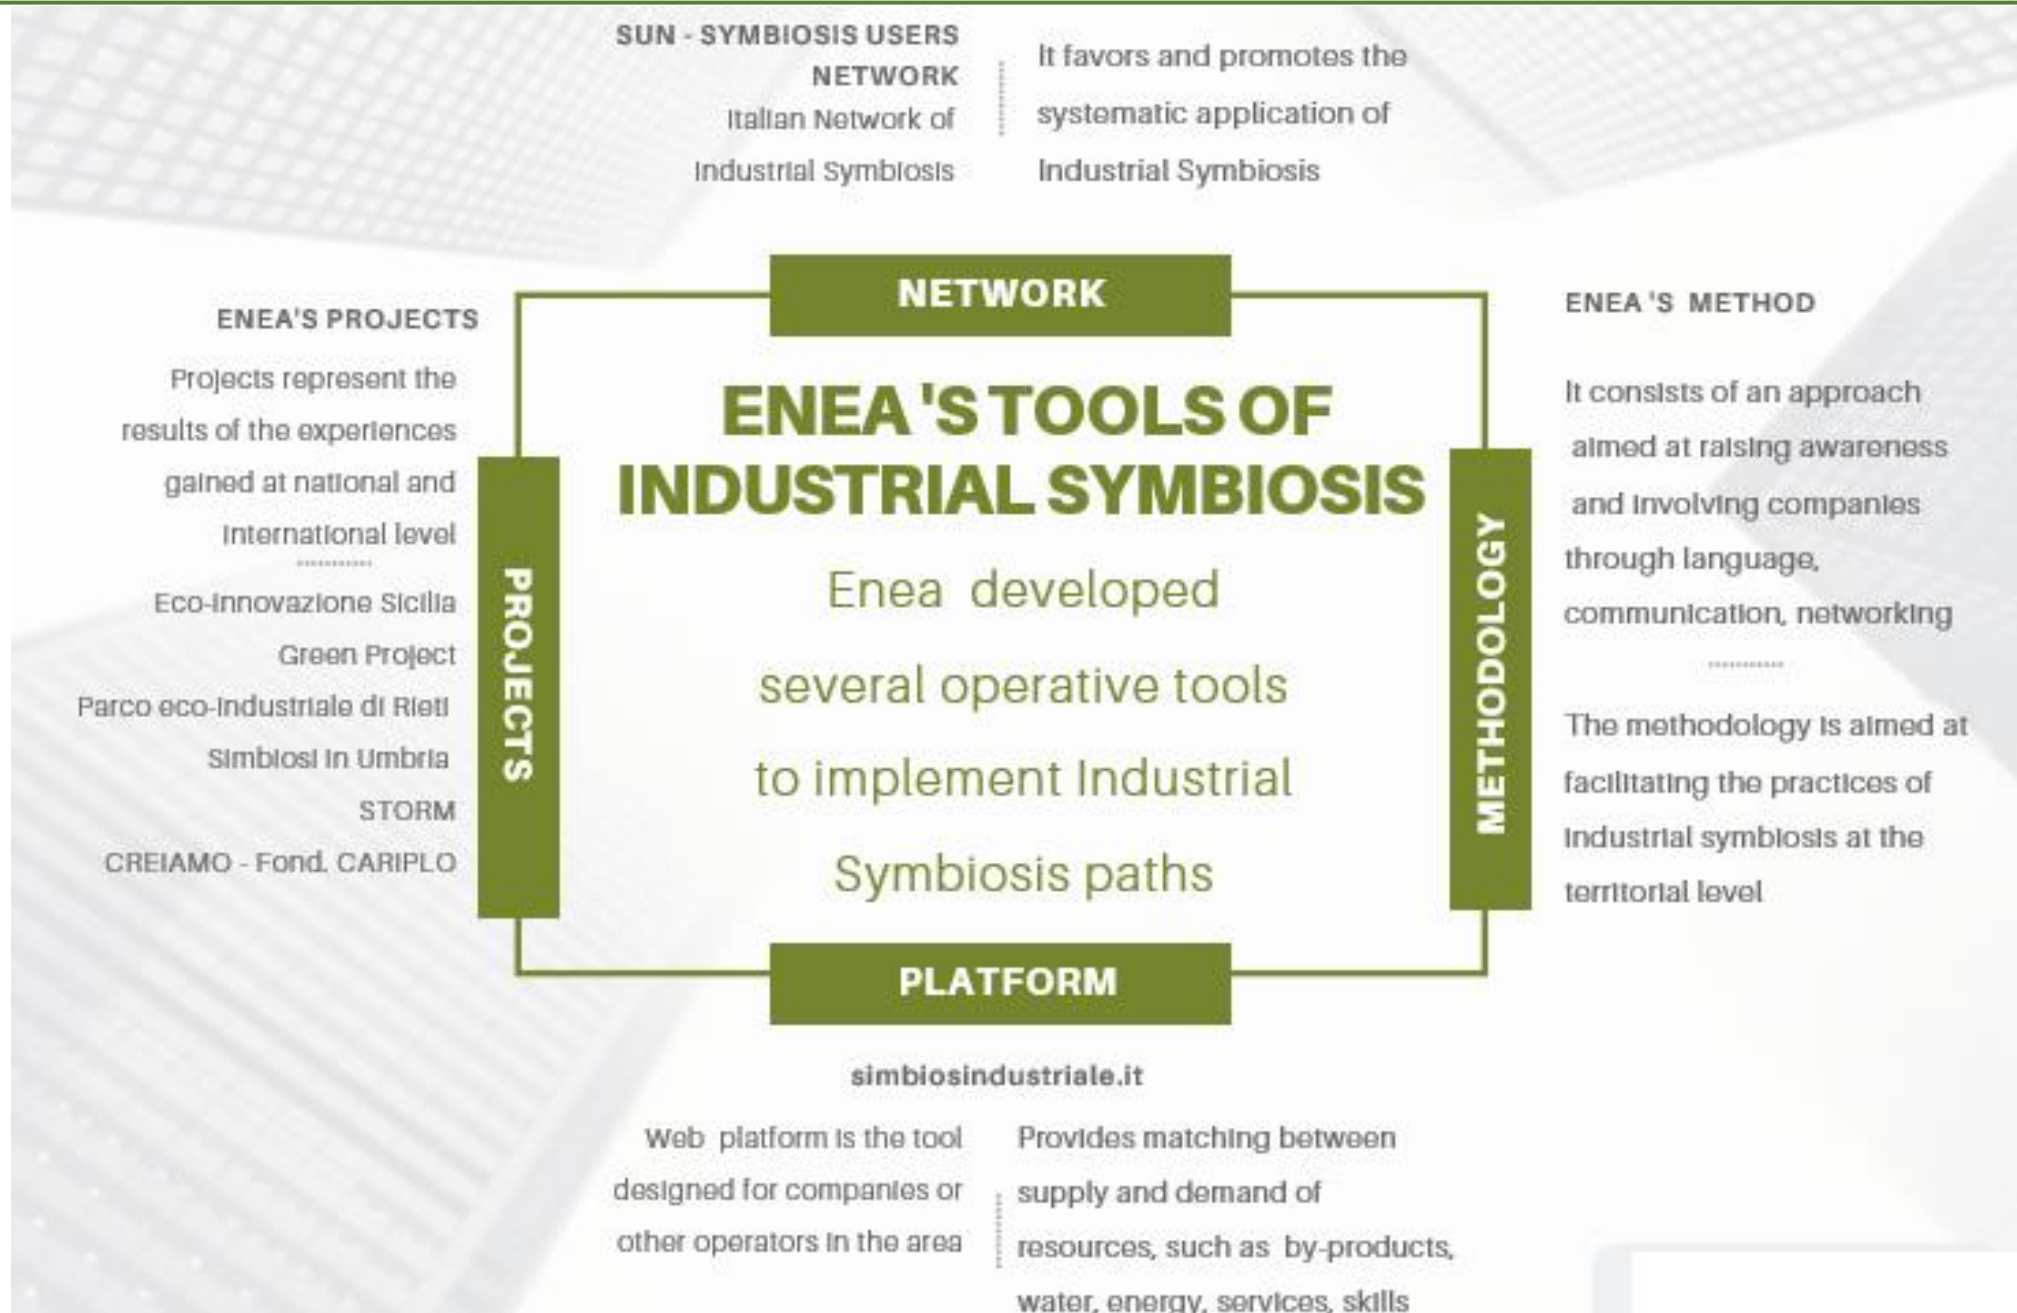 SUN - SYMBIOSIS USERS
NETWORK
Italian Network of
Industrial Symbiosis
It favors and promotes the
systematic application of
Industrial Symbiosis
NETWORK
ENEA'S PROJECTS
Projects represent the
results of the experiences
gained at national and
International level
Eco-Innovazione Sicilia
Green Project
Parco eco-industriale di Rieti
Simbiosi in Umbria
STORM
CREIAMO - Fond. CARIPLO
PROJECTS
ENEA 'S TOOLS OF
INDUSTRIAL SYMBIOSIS
Enea developed
several operative tools
to implement Industrial
Symbiosis paths
METHODOLOGY
ENEA 'S METHOD
It consists of an approach
aimed at raising awareness
and involving companies
through language,
communication, networking
The methodology is aimed at
facilitating the practices of
industrial symbiosis at the
territorial level
PLATFORM
simbiosindustriale.it
Web platform is the tool
designed for companies or
other operators in the area
Provides matching between
supply and demand of
resources, such as by-products,
water, energy, services, skills